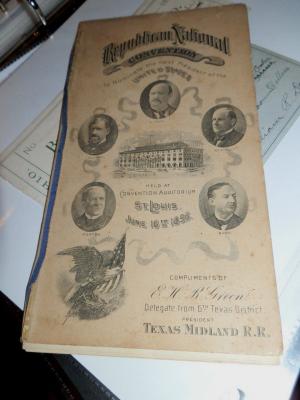 Republican National
CONVENTION
To Nominate the next President of the
UNITED STATES
HELD AT
CONVENTION AUDITORIUM
ST. LOUIS
JUNE, 16TH 1896.
COMPLIMENTS OF
E. H. R. Green
Delegate from 6th Texas District.
PRESIDENT
TEXAS MIDLAND R.R.